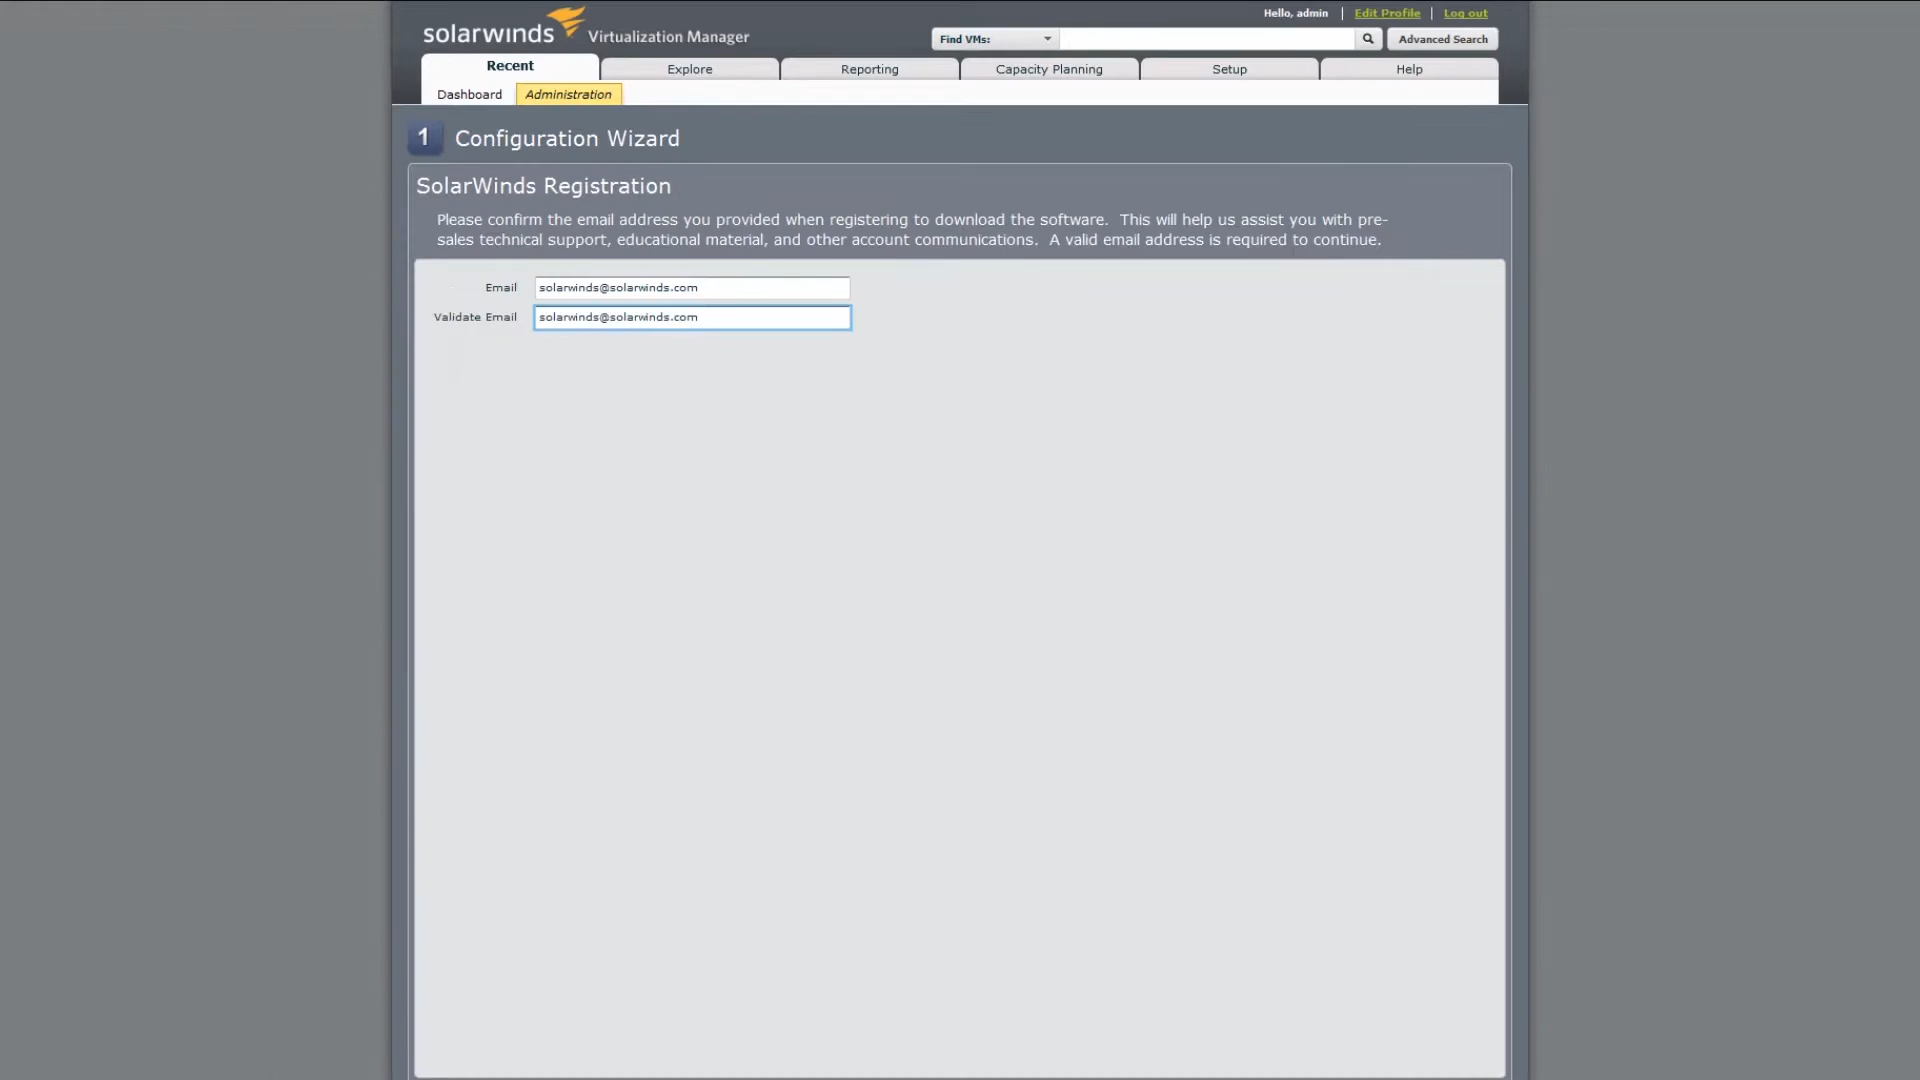 Hello, admin | Edit Profile | Log out
solarwinds Virtualization Manager
Find VMs: Advanced Search
Recent Explore Reporting Capacity Planning Setup Help
Dashboard Administration
1 Configuration Wizard
SolarWinds Registration
Please confirm the email address you provided when registering to download the software. This will help us assist you with pre-
sales technical support, educational material, and other account communications. A valid email address is required to continue.
Email solarwinds@solarwinds.com
Validate Email solarwinds@solarwinds.com